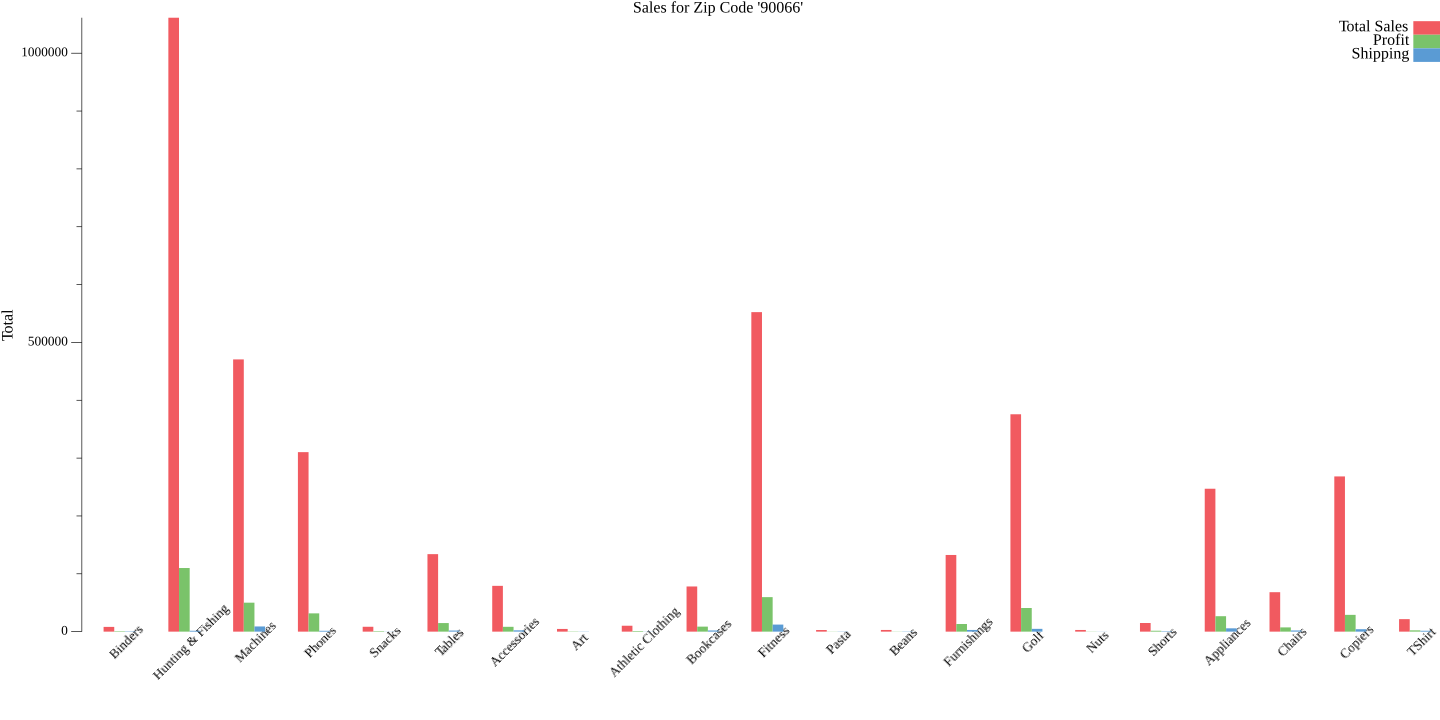 Sales for Zip Code '90066'
Total Sales
Profit
Shipping
1000000
500000
0
Total
Binders
Hunting & Fishing
Machines
Phones
Snacks
Tables
Accessories
Art
Athletic Clothing
Bookcases
Fitness
Pasta
Beans
Furnishings
Golf
Nuts
Shorts
Appliances
Chairs
Copiers
TShirt